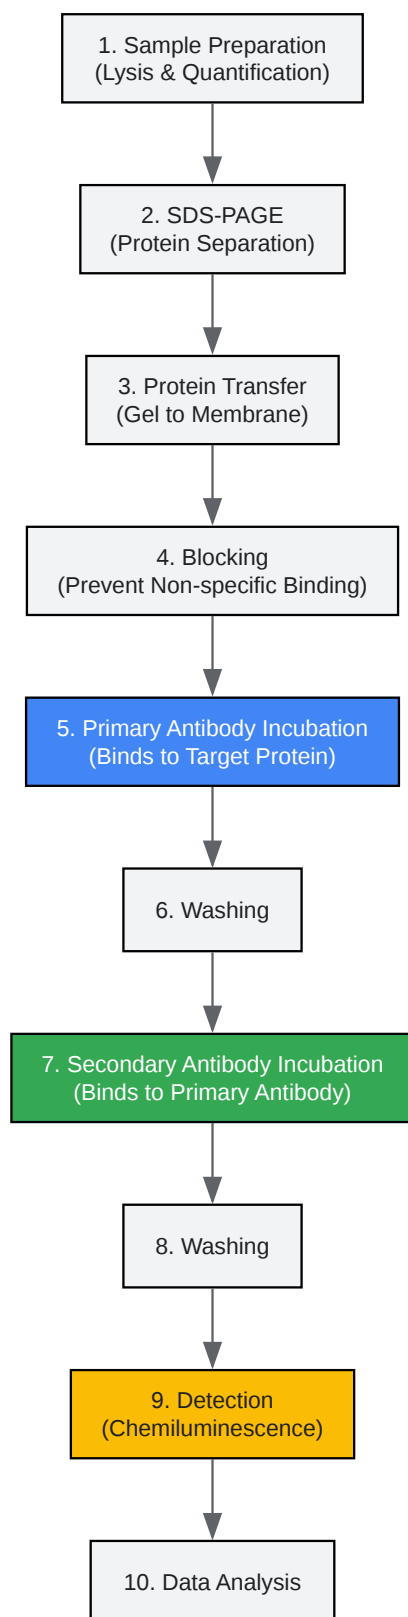 1. Sample Preparation
(Lysis & Quantification)
2. SDS-PAGE
(Protein Separation)
3. Protein Transfer
(Gel to Membrane)
4. Blocking
(Prevent Non-specific Binding)
5. Primary Antibody Incubation
(Binds to Target Protein)
6. Washing
7. Secondary Antibody Incubation
(Binds to Primary Antibody)
8. Washing
9. Detection
(Chemiluminescence)
10. Data Analysis